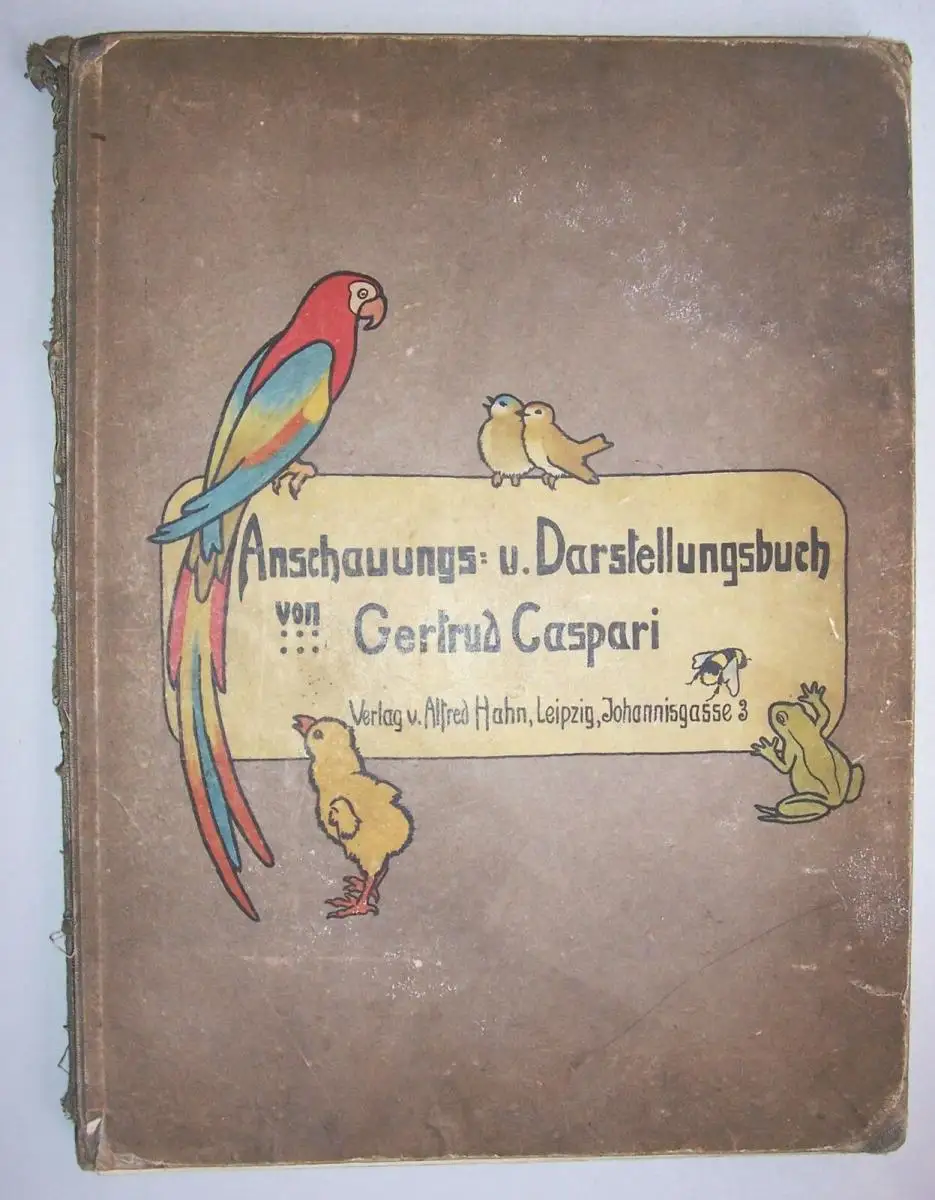 Anschauungs= u. Darstellungsbuch
von Gertrud Caspari
Verlag v. Alfred Hahn, Leipzig, Johannisgasse 3